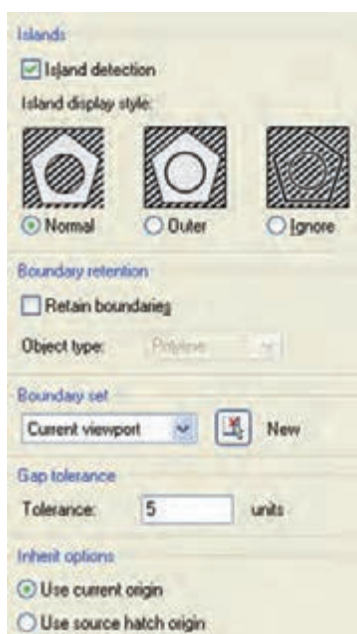 Islands
Island detection
Island display style:
Normal Outer Ignore
Boundary retention
Retain boundaries
Object type: Polyline
Boundary set
Current viewport New
Gap tolerance
Tolerance: 5 units
Inherit options
Use current origin
Use source hatch origin